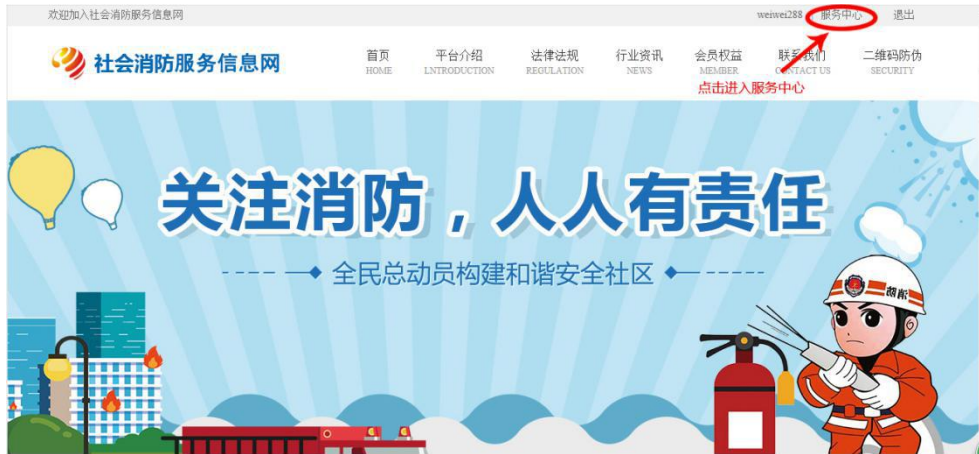 欢迎加入社会消防服务信息网
weiwei288 服务中心 退出
社会消防服务信息网
首页 平台介绍 法律法规 行业资讯 会员权益 联系我们 二维码防伪
HOME LNTRODUCTION REGULATION NEWS MEMBER CONTACT US SECURITY
点击进入服务中心
关注消防，人人有责任
全民总动员构建和谐安全社区
消防